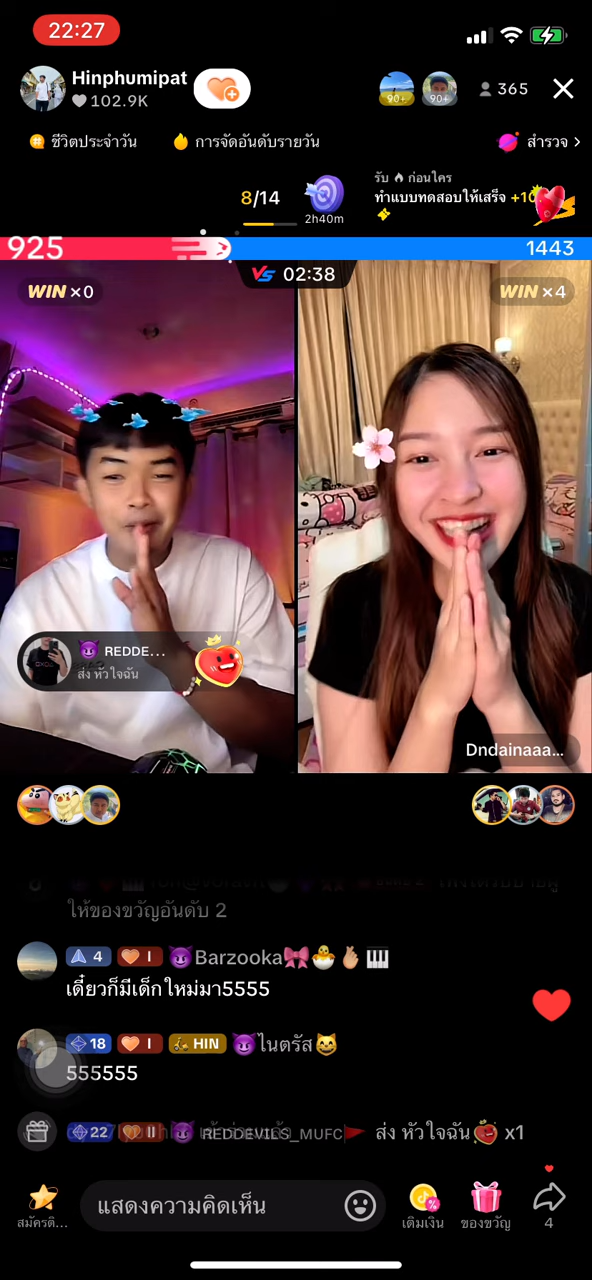 22:27
Hinphumipat
102.9K
90+
90+
365
ชีวิตประจำวัน
การจัดอันดับรายวัน
สำรวจ >
8/14
2h40m
รับ 🔥 ก่อนใคร
ทำแบบทดสอบให้เสร็จ +10
925
1443
VS 02:38
WIN ×0
WIN ×4
😈 REDDE...
ส่ง หัวใจฉัน
Dndainaaa...
ให้ของขวัญอันดับ 2
4 I 😈Barzooka🎀🐣🫰🏻🎹
เดี๋ยวก็มีเด็กใหม่มา5555
18 I HIN 😈ไนตรัส😺
555555
22 II 😈 REDDEVILS_MUFC🚩 ส่ง หัวใจฉัน x1
สมัครติ...
แสดงความคิดเห็น
เติมเงิน
ของขวัญ
4